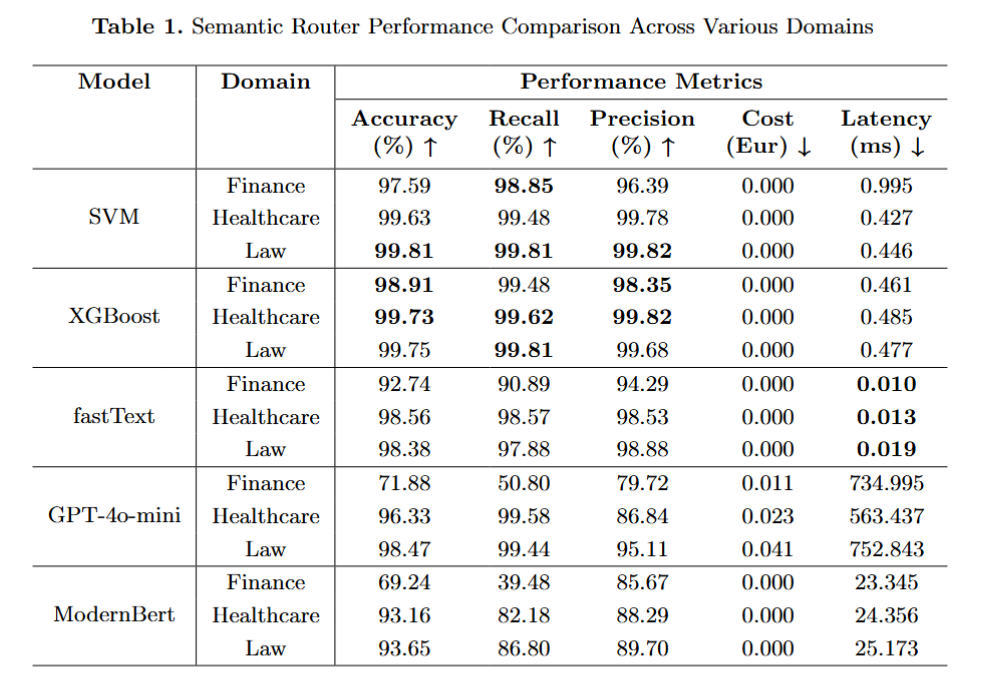 Table 1. Semantic Router Performance Comparison Across Various Domains
Model Domain Performance Metrics
Accuracy Recall Precision Cost Latency
(%) ↑ (%) ↑ (%) ↑ (Eur) ↓ (ms) ↓
Finance 97.59 98.85 96.39 0.000 0.995
SVM Healthcare 99.63 99.48 99.78 0.000 0.427
Law 99.81 99.81 99.82 0.000 0.446
Finance 98.91 99.48 98.35 0.000 0.461
XGBoost Healthcare 99.73 99.62 99.82 0.000 0.485
Law 99.75 99.81 99.68 0.000 0.477
Finance 92.74 90.89 94.29 0.000 0.010
fastText Healthcare 98.56 98.57 98.53 0.000 0.013
Law 98.38 97.88 98.88 0.000 0.019
Finance 71.88 50.80 79.72 0.011 734.995
GPT-4o-mini Healthcare 96.33 99.58 86.84 0.023 563.437
Law 98.47 99.44 95.11 0.041 752.843
Finance 69.24 39.48 85.67 0.000 23.345
ModernBert Healthcare 93.16 82.18 88.29 0.000 24.356
Law 93.65 86.80 89.70 0.000 25.173